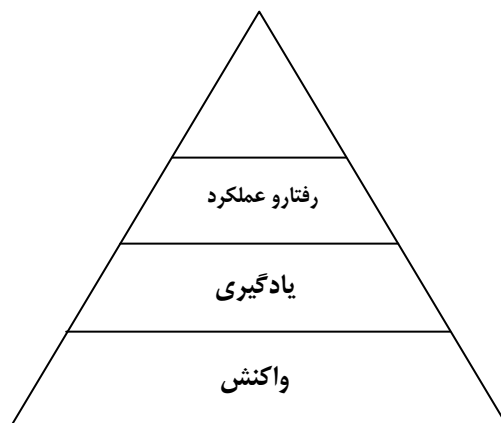 رفتارو عملکرد
یادگیری
واکنش